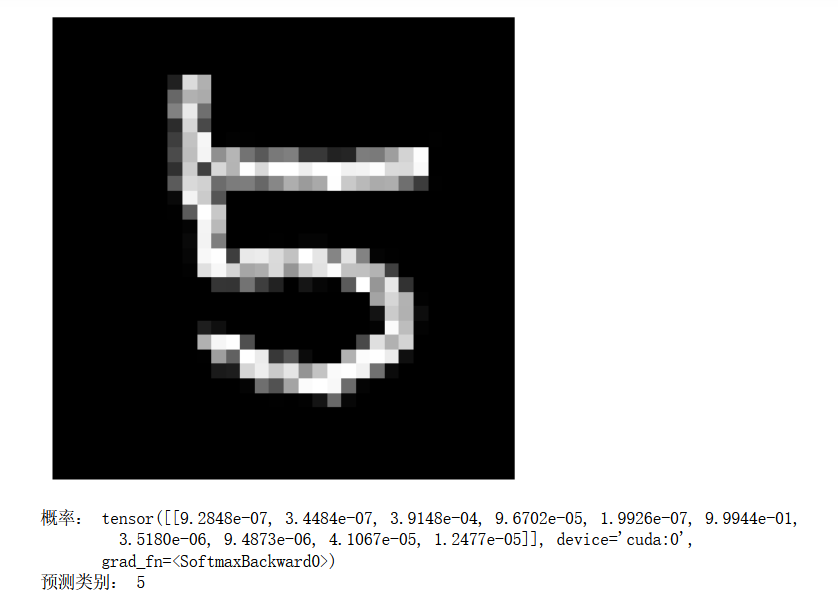 5
概率： tensor([[9.2848e-07, 3.4484e-07, 3.9148e-04, 9.6702e-05, 1.9926e-07, 9.9944e-01,
3.5180e-06, 9.4873e-06, 4.1067e-05, 1.2477e-05]], device='cuda:0',
grad_fn=<SoftmaxBackward0>)
预测类别： 5